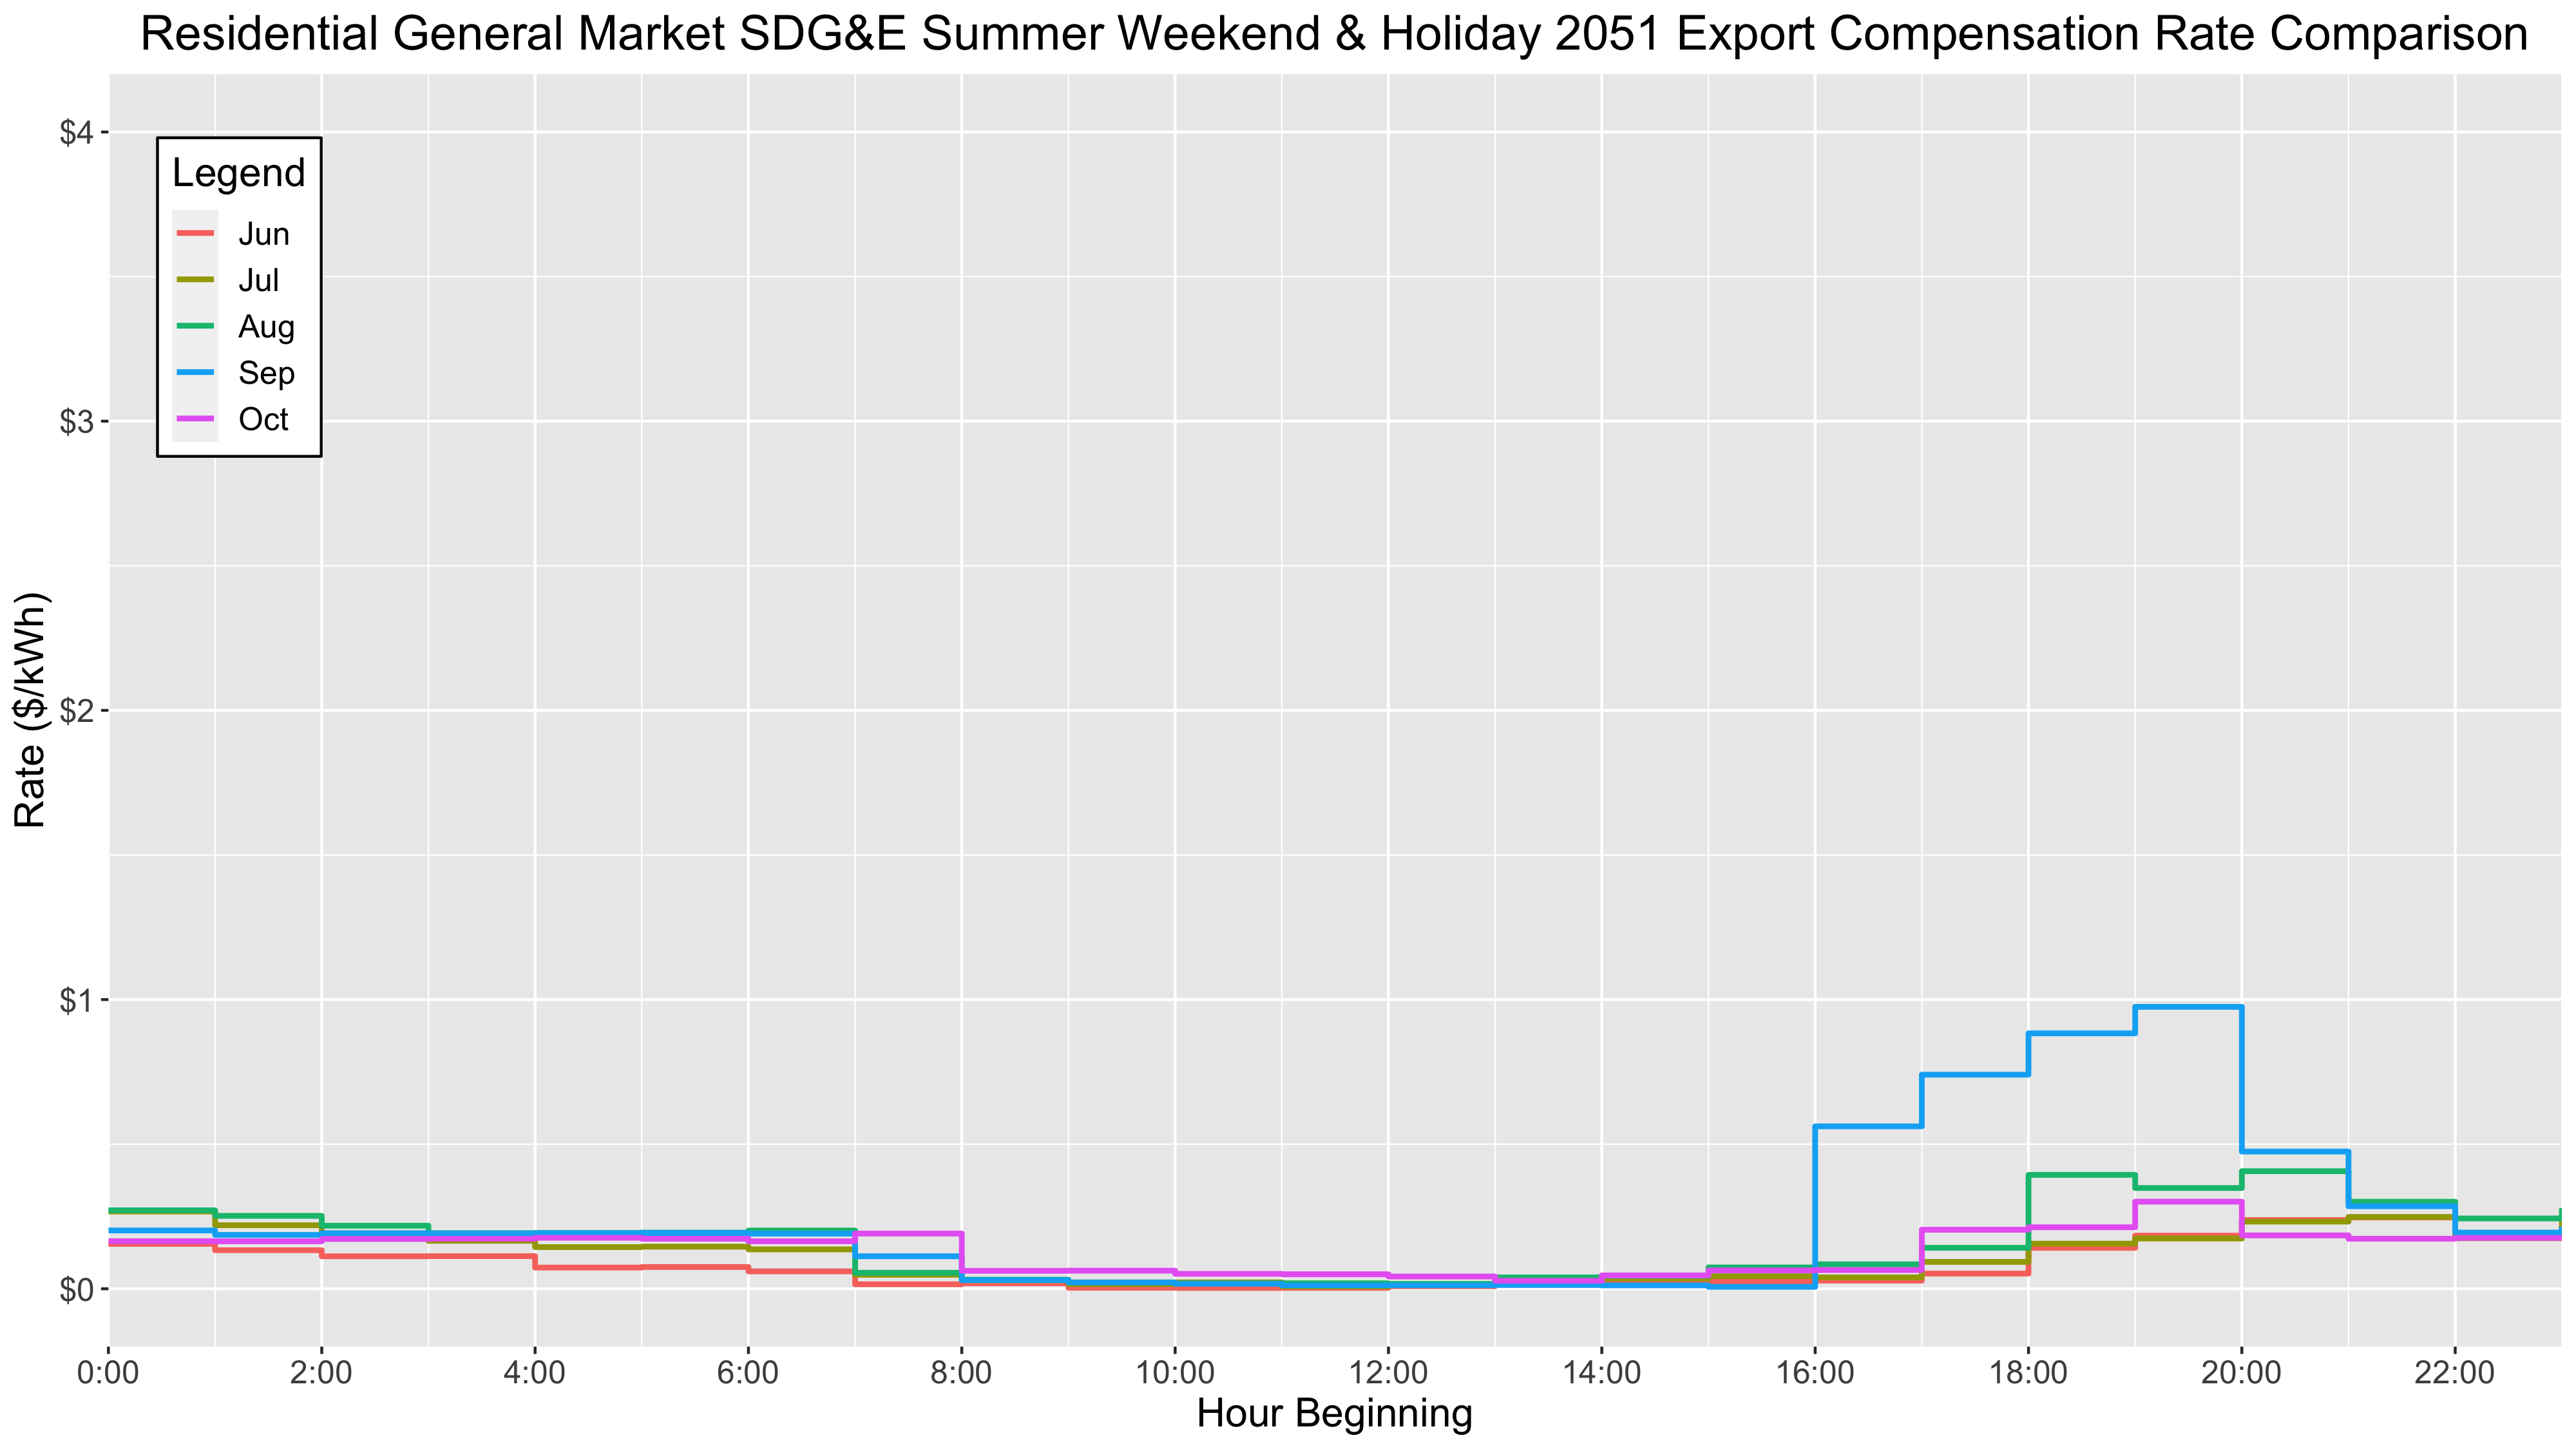 Residential General Market SDG&E Summer Weekend & Holiday 2051 Export Compensation Rate Comparison
$4
$3
$2
$1
$0
Rate ($/kWh)
Legend
Jun
Jul
Aug
Sep
Oct
0:00 2:00 4:00 6:00 8:00 10:00 12:00 14:00 16:00 18:00 20:00 22:00
Hour Beginning